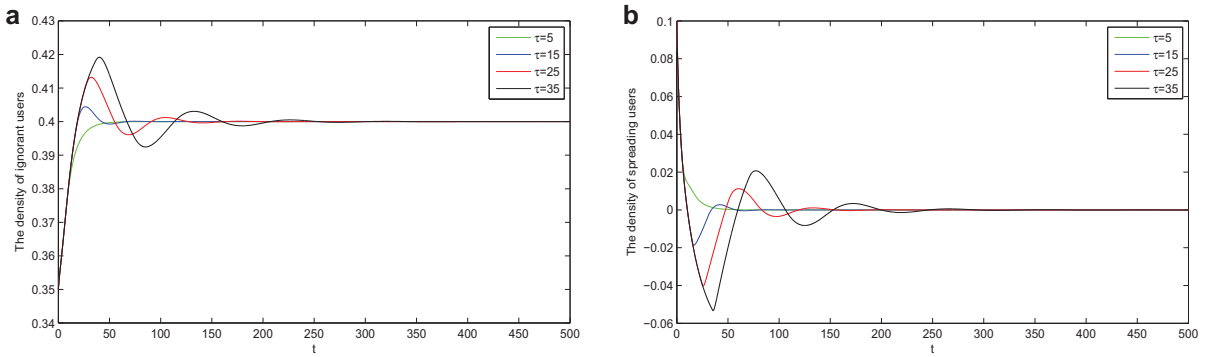 a
The density of ignorant users
0.43
0.42
0.41
0.4
0.39
0.38
0.37
0.36
0.35
0.34
0 50 100 150 200 250 300 350 400 450 500
t
τ=5
τ=15
τ=25
τ=35
b
The density of spreading users
0.1
0.08
0.06
0.04
0.02
0
−0.02
−0.04
−0.06
0 50 100 150 200 250 300 350 400 450 500
t
τ=5
τ=15
τ=25
τ=35